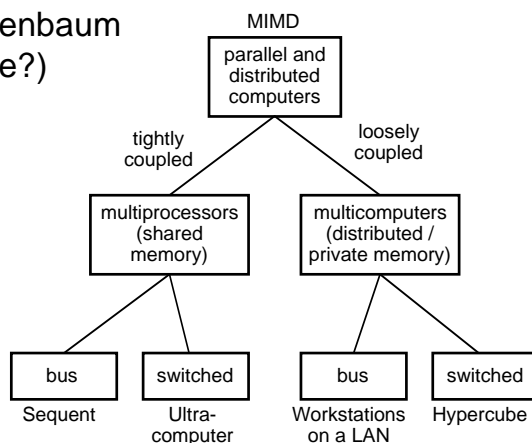 enbaum
e?)
MIMD
parallel and
distributed
computers
tightly
coupled
loosely
coupled
multiprocessors
(shared
memory)
multicomputers
(distributed /
private memory)
bus
switched
bus
switched
Sequent
Ultra-
computer
Workstations
on a LAN
Hypercube